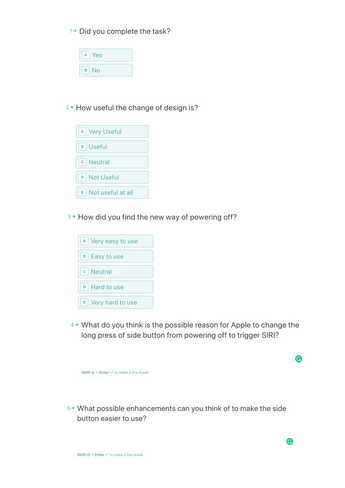 1 Did you complete the task?
A Yes
B No
2 How useful the change of design is?
A Very Useful
B Useful
C Neutral
D Not Useful
E Not useful at all
3 How did you find the new way of powering off?
A Very easy to use
B Easy to use
C Neutral
D Hard to use
E Very hard to use
4 What do you think is the possible reason for Apple to change the
long press of side button from powering off to trigger SIRI?
Shift ⇧ + Enter ↵ to make a line break
5 What possible enhancements can you think of to make the side
button easier to use?
Shift ⇧ + Enter ↵ to make a line break